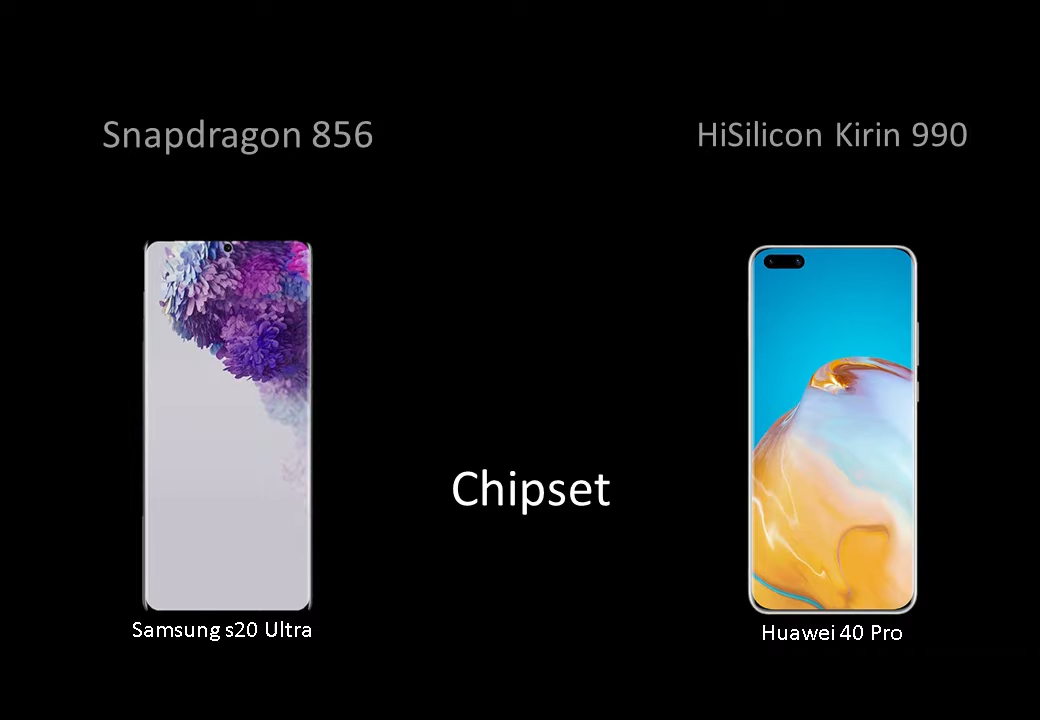 Snapdragon 856
HiSilicon Kirin 990
Chipset
Samsung s20 Ultra
Huawei 40 Pro